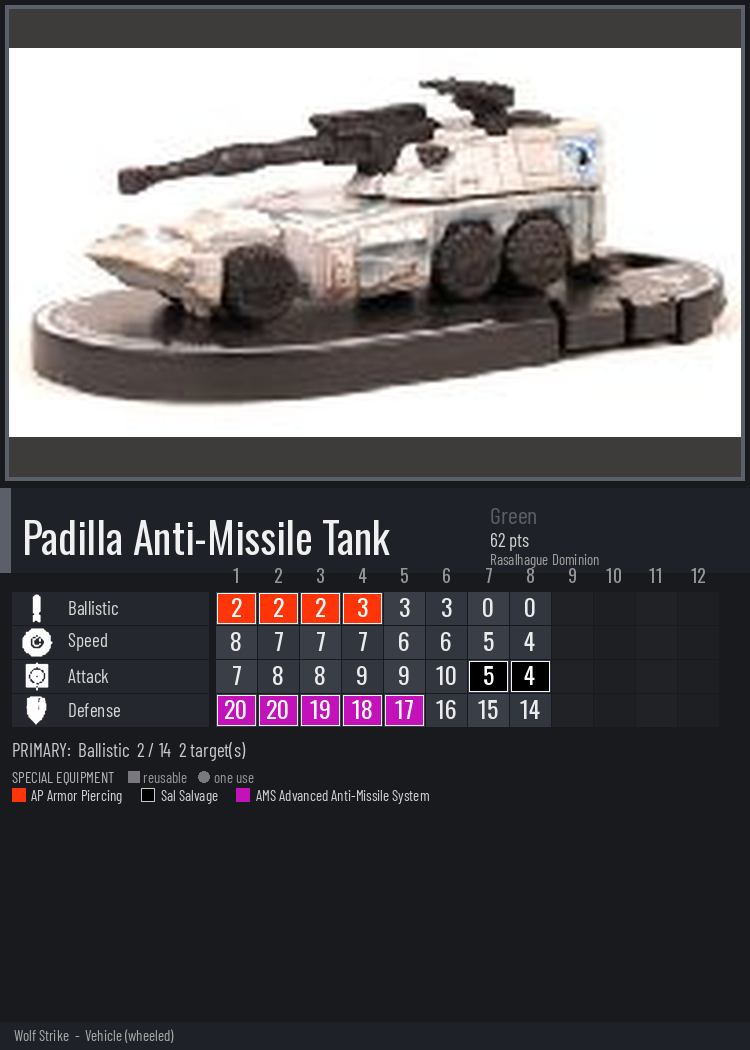 Padilla Anti-Missile Tank
Green
62 pts
Rasalhague Dominion
1 2 3 4 5 6 7 8 9 10 11 12
Ballistic 2 2 2 3 3 3 0 0
Speed 8 7 7 7 6 6 5 4
Attack 7 8 8 9 9 10 5 4
Defense 20 20 19 18 17 16 15 14
PRIMARY: Ballistic 2 / 14 2 target(s)
SPECIAL EQUIPMENT reusable one use
AP Armor Piercing Sal Salvage AMS Advanced Anti-Missile System
Wolf Strike - Vehicle (wheeled)